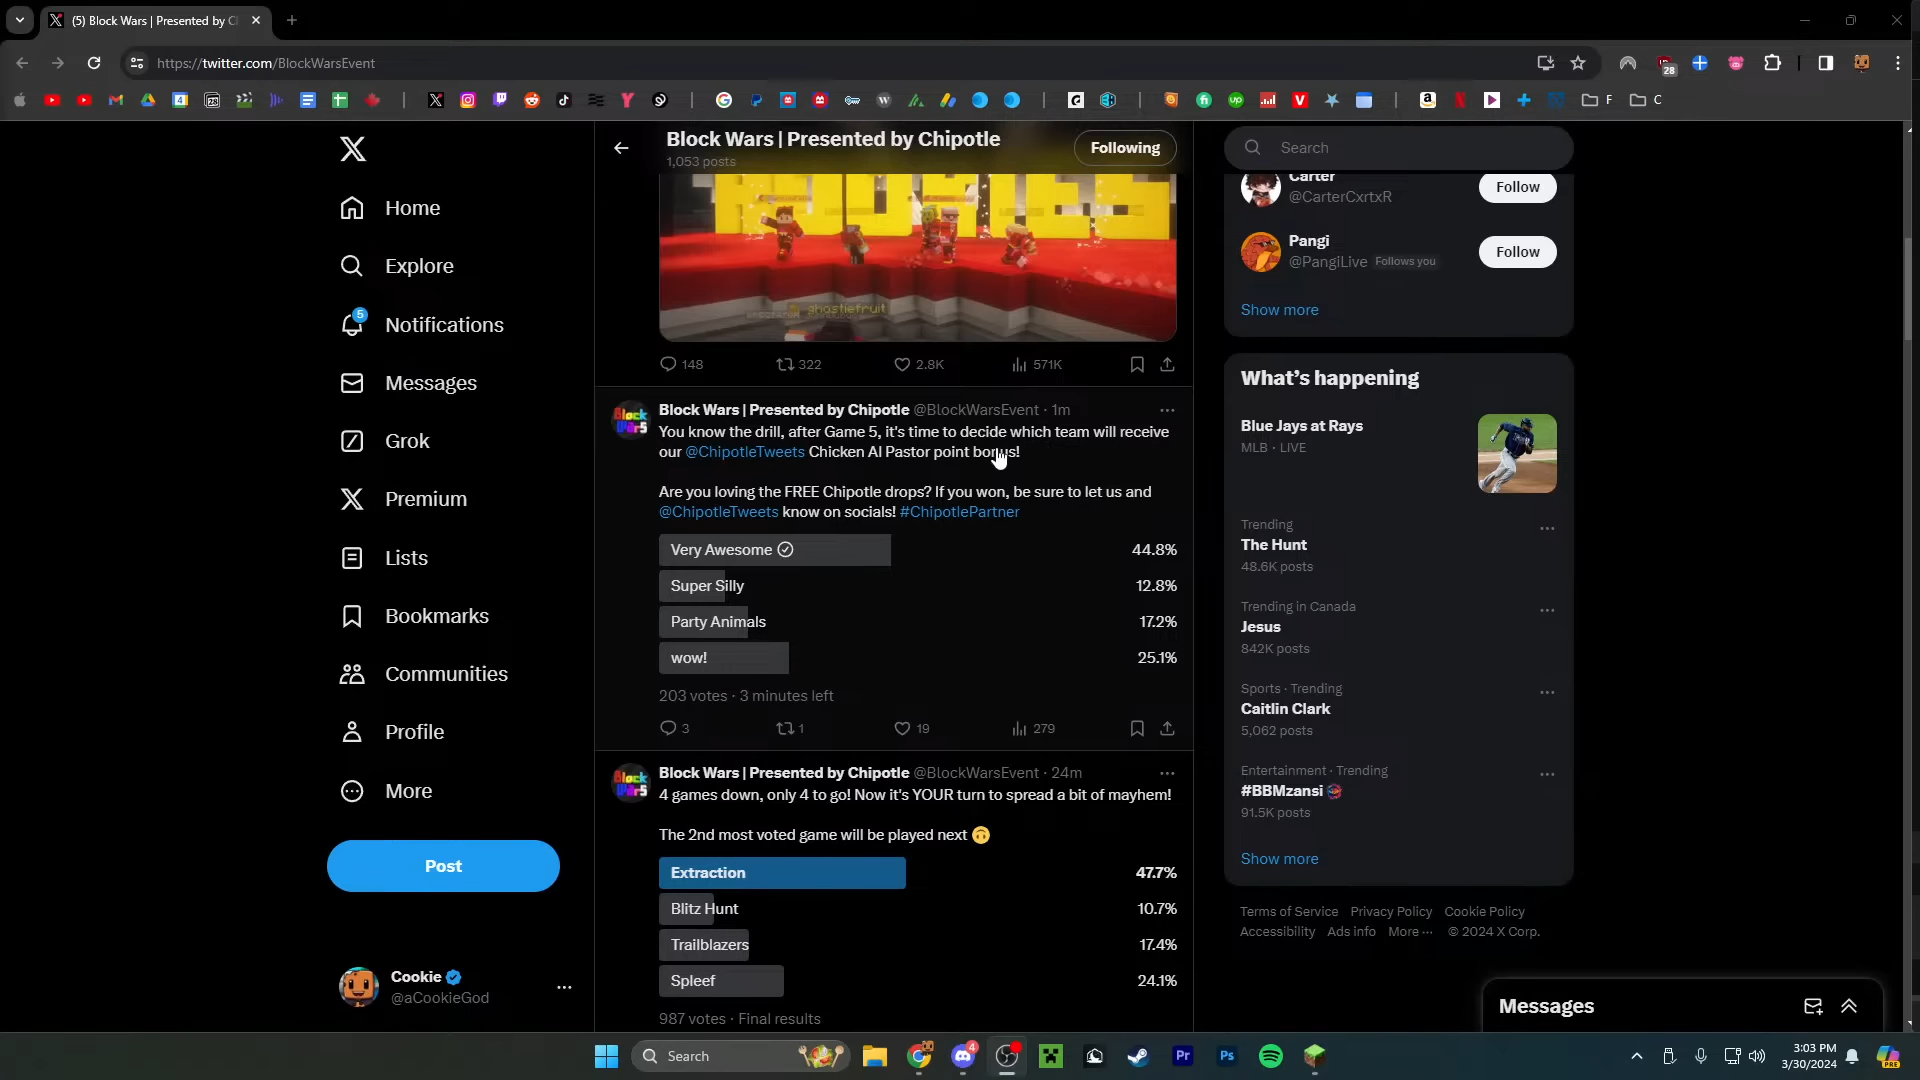 (5) Block Wars | Presented by C
https://twitter.com/BlockWarsEvent
28
F
C
Home
Explore
5
Notifications
Messages
Grok
Premium
Lists
Bookmarks
Communities
Profile
More
Post
Cookie
@aCookieGod
Block Wars | Presented by Chipotle
1,053 posts
Following
ghostiefruit
148
322
2.8K
571K
Block Wars | Presented by Chipotle @BlockWarsEvent · 1m
You know the drill, after Game 5, it's time to decide which team will receive
our @ChipotleTweets Chicken Al Pastor point bonus!
Are you loving the FREE Chipotle drops? If you won, be sure to let us and
@ChipotleTweets know on socials! #ChipotlePartner
Very Awesome 44.8%
Super Silly 12.8%
Party Animals 17.2%
wow! 25.1%
203 votes · 3 minutes left
3
1
19
279
Block Wars | Presented by Chipotle @BlockWarsEvent · 24m
4 games down, only 4 to go! Now it's YOUR turn to spread a bit of mayhem!
The 2nd most voted game will be played next 🙃
Extraction 47.7%
Blitz Hunt 10.7%
Trailblazers 17.4%
Spleef 24.1%
987 votes · Final results
Search
Carter
@CarterCxrtxR
Follow
Pangi
@PangiLive Follows you
Follow
Show more
What's happening
Blue Jays at Rays
MLB · LIVE
Trending
The Hunt
48.6K posts
Trending in Canada
Jesus
842K posts
Sports · Trending
Caitlin Clark
5,062 posts
Entertainment · Trending
#BBMzansi
91.5K posts
Show more
Terms of Service Privacy Policy Cookie Policy
Accessibility Ads info More ··· © 2024 X Corp.
Messages
Search
4
Pr
Ps
3:03 PM
3/30/2024
PRE